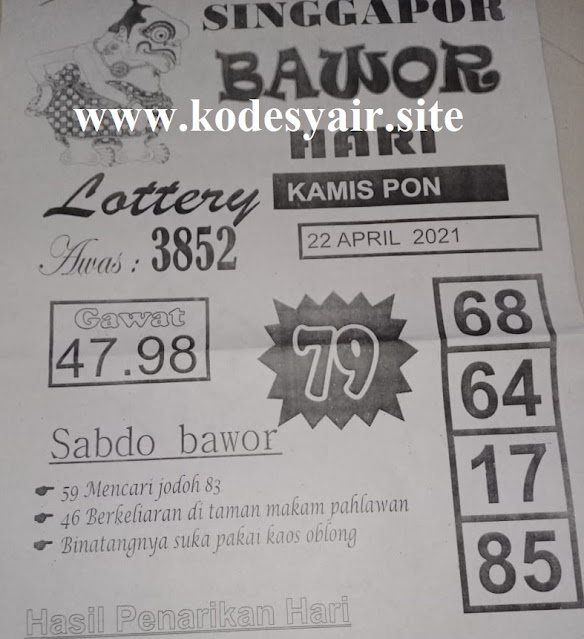 SINGGAPOR
BAWOR
www.kodesyair.site
HARI
Lottery
KAMIS PON
Awas : 3852
22 APRIL 2021
Gawat
47.98
79
68
64
17
85
Sabdo bawor
59 Mencari jodoh 83
46 Berkeliaran di taman makam pahlawan
Binatangnya suka pakai kaos oblong
Hasil Penarikan Hari